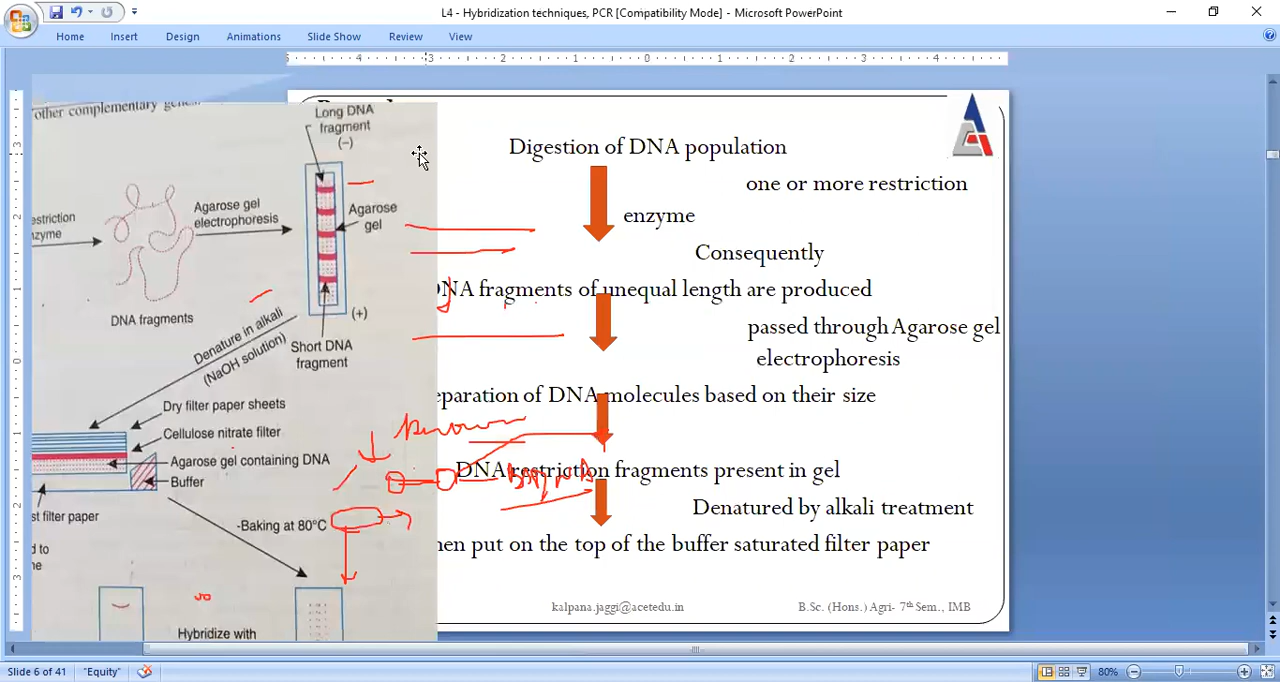 L4 - Hybridization techniques, PCR [Compatibility Mode] - Microsoft PowerPoint
Home Insert Design Animations Slide Show Review View
other complementary
Long DNA
fragment
(–)
Agarose gel
electrophoresis
Agarose
gel
DNA fragments
(+)
Short DNA
fragment
Denature in alkali
(NaOH solution)
Dry filter paper sheets
Cellulose nitrate filter
Agarose gel containing DNA
Buffer
filter paper
-Baking at 80°C
Hybridize with
Digestion of DNA population
one or more restriction
enzyme
Consequently
DNA fragments of unequal length are produced
passed through Agarose gel
electrophoresis
eparation of DNA molecules based on their size
DNA restriction fragments present in gel
Denatured by alkali treatment
hen put on the top of the buffer saturated filter paper
kalpana.jaggi@acetedu.in
B.Sc. (Hons.) Agri- 7th Sem., IMB
Slide 6 of 41 "Equity" 80%